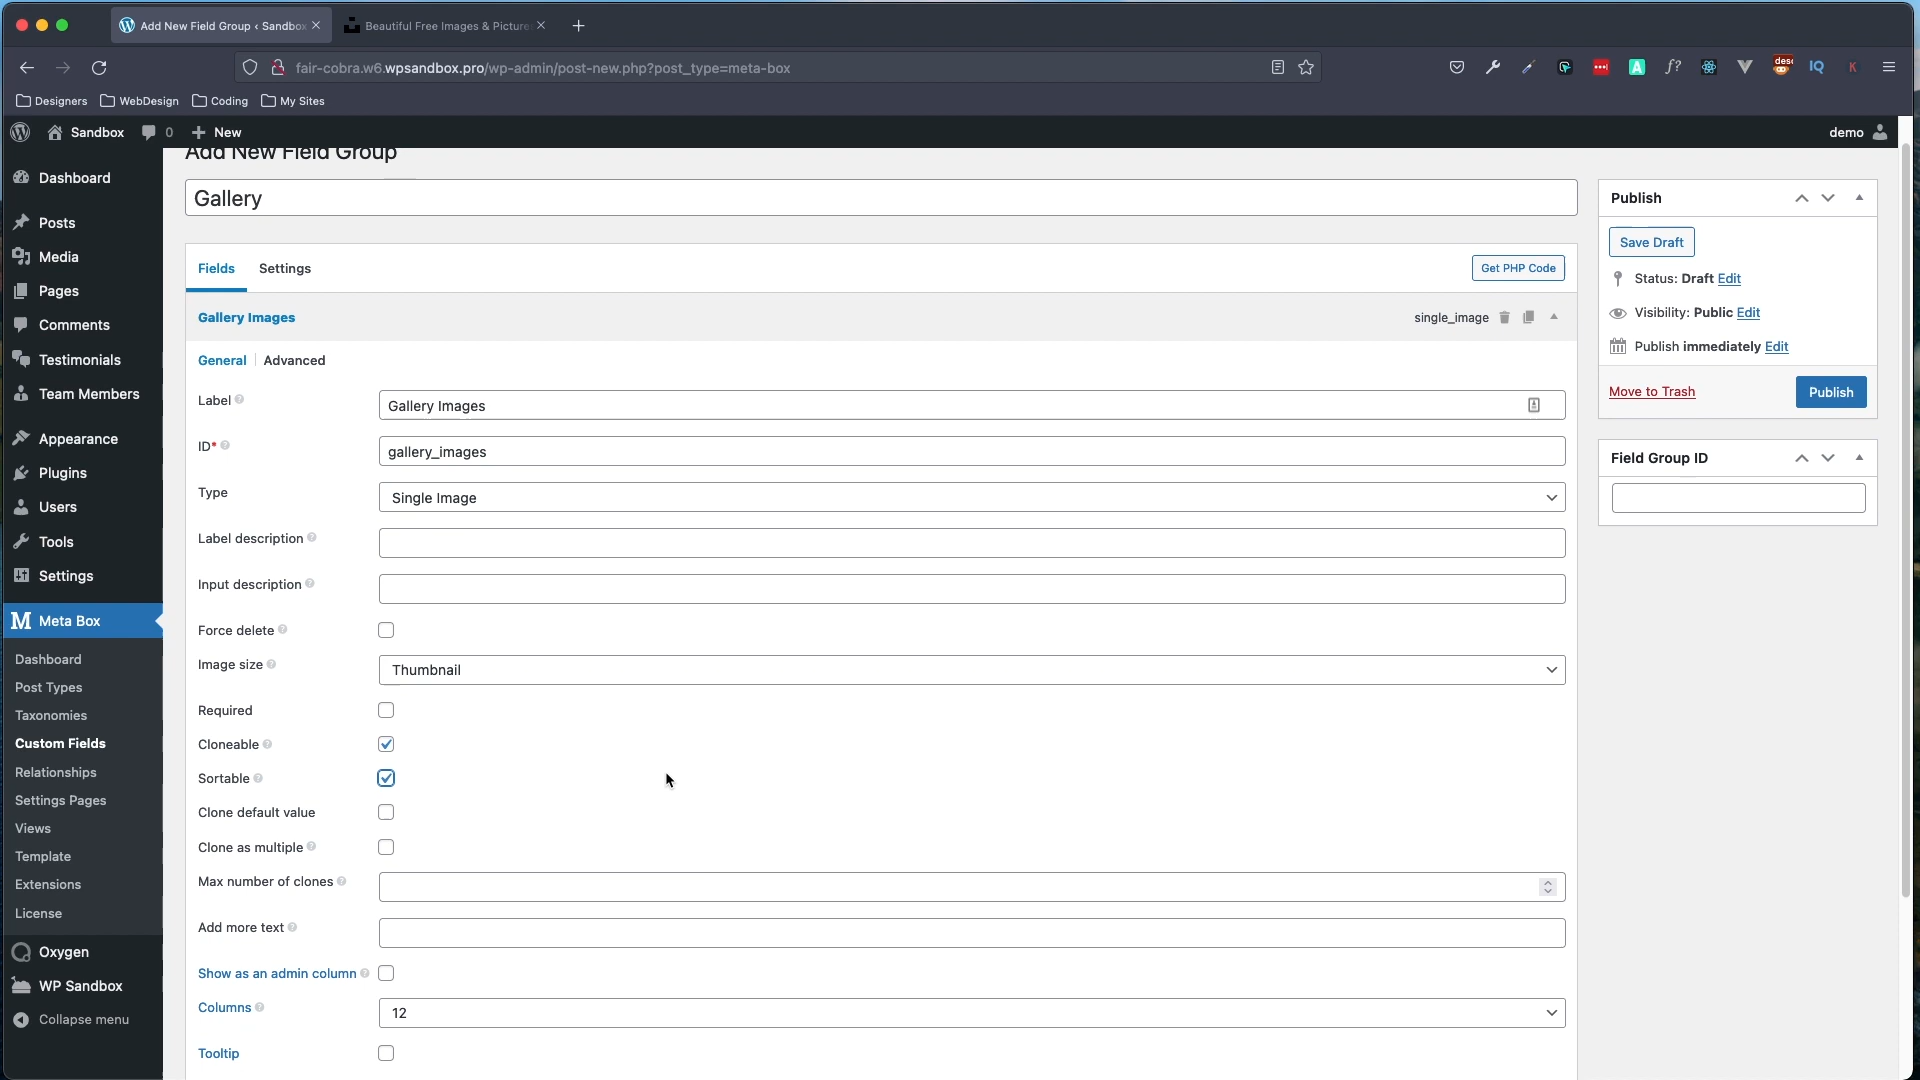 Add New Field Group ‹ Sandbox
Beautiful Free Images & Pictures
fair-cobra.w6.wpsandbox.pro/wp-admin/post-new.php?post_type=meta-box
Designers WebDesign Coding My Sites
Sandbox 0 New demo
Add New Field Group
Gallery
Fields Settings Get PHP Code
Gallery Images single_image
General Advanced
Label Gallery Images
ID* gallery_images
Type Single Image
Label description
Input description
Force delete
Image size Thumbnail
Required
Cloneable
Sortable
Clone default value
Clone as multiple
Max number of clones
Add more text
Show as an admin column
Columns 12
Tooltip
Publish
Save Draft
Status: Draft Edit
Visibility: Public Edit
Publish immediately Edit
Move to Trash Publish
Field Group ID
Dashboard
Posts
Media
Pages
Comments
Testimonials
Team Members
Appearance
Plugins
Users
Tools
Settings
Meta Box
Dashboard
Post Types
Taxonomies
Custom Fields
Relationships
Settings Pages
Views
Template
Extensions
License
Oxygen
WP Sandbox
Collapse menu